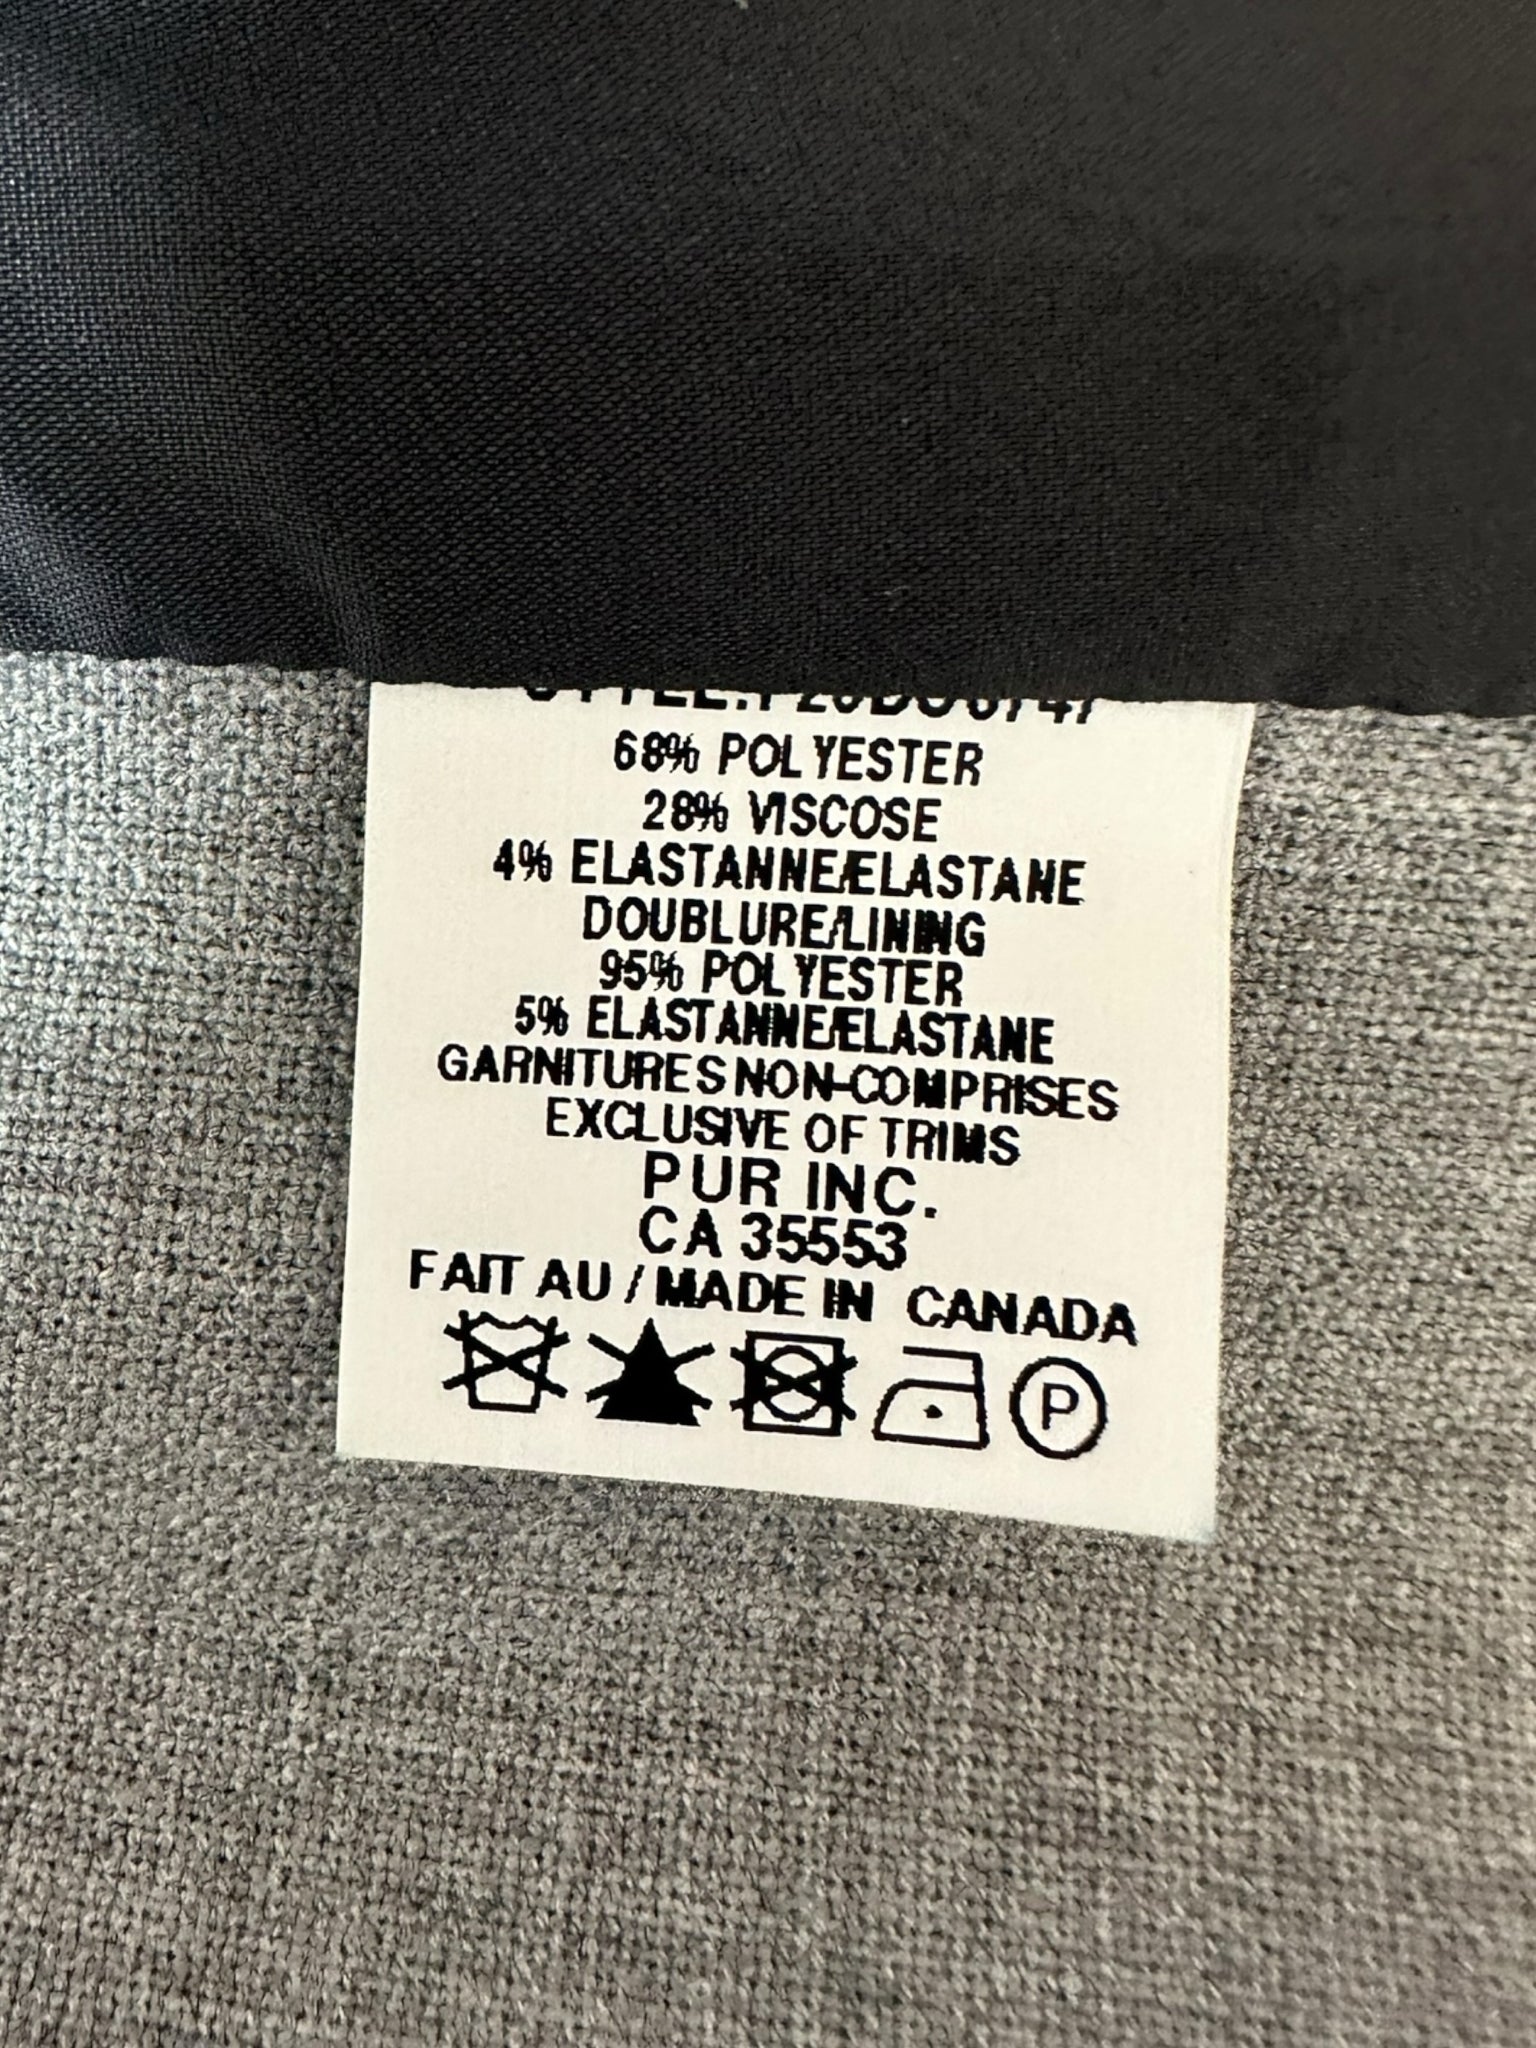 68% POLYESTER
28% VISCOSE
4% ELASTANNE/ELASTANE
DOUBLURE/LINING
95% POLYESTER
5% ELASTANNE/ELASTANE
GARNITURES NON-COMPRISES
EXCLUSIVE OF TRIMS
PUR INC.
CA 35553
FAIT AU / MADE IN CANADA
P